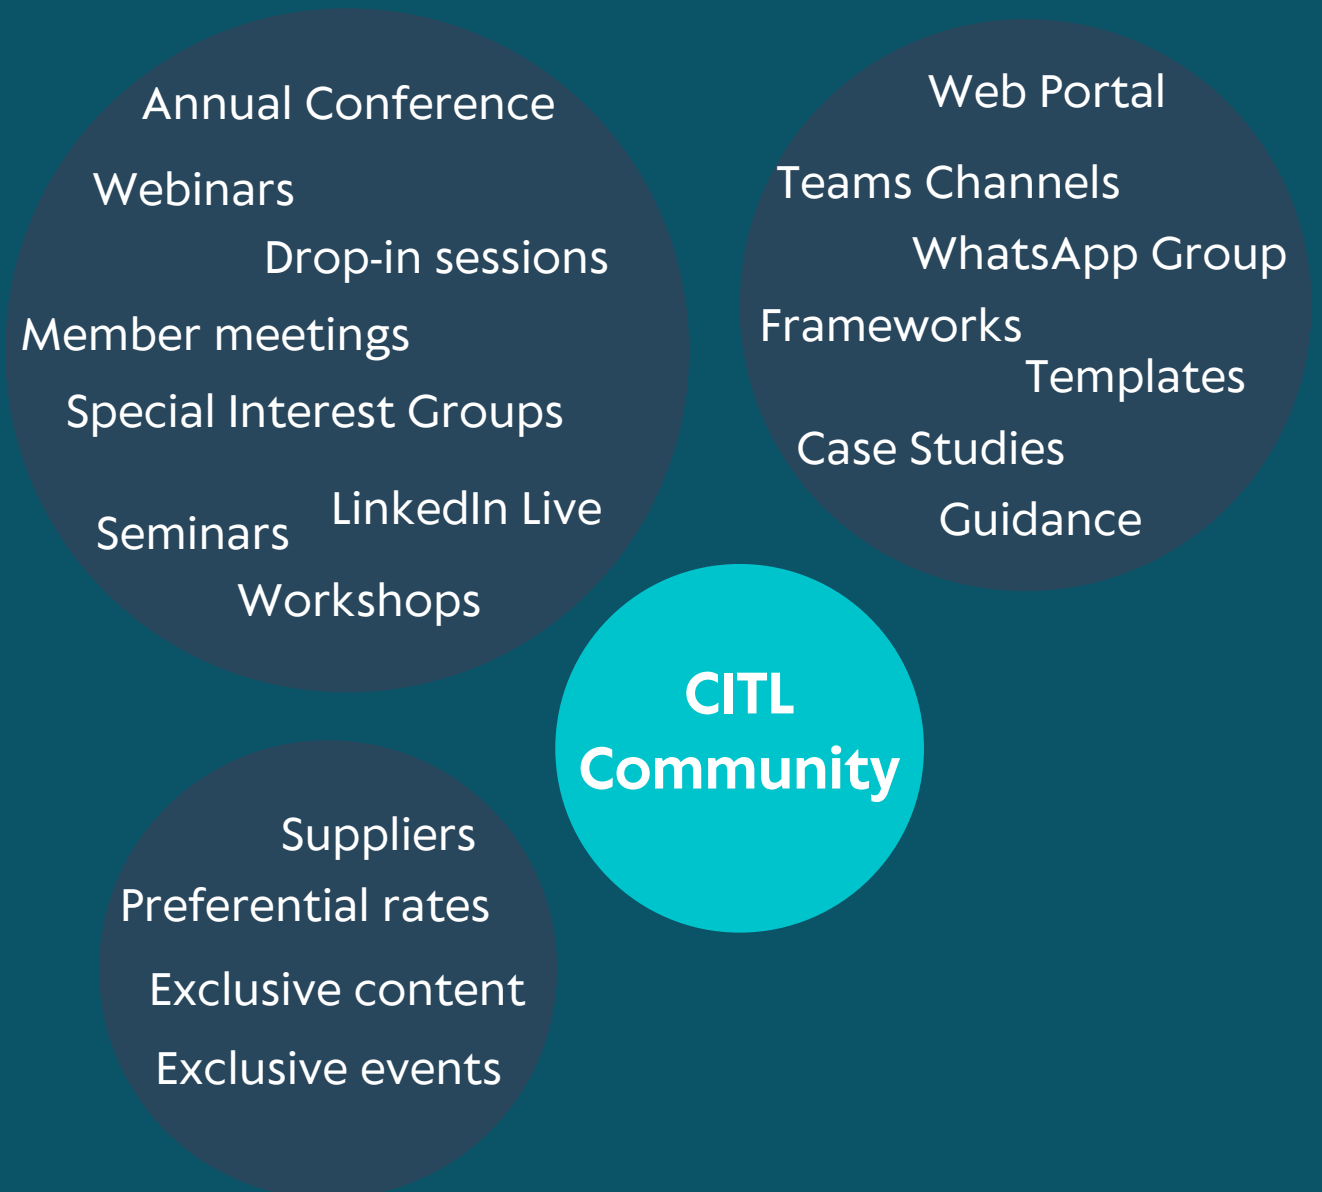 Annual Conference
Webinars
Drop-in sessions
Member meetings
Special Interest Groups
LinkedIn Live
Seminars
Workshops
Web Portal
Teams Channels
WhatsApp Group
Frameworks
Templates
Case Studies
Guidance
CITL
Community
Suppliers
Preferential rates
Exclusive content
Exclusive events